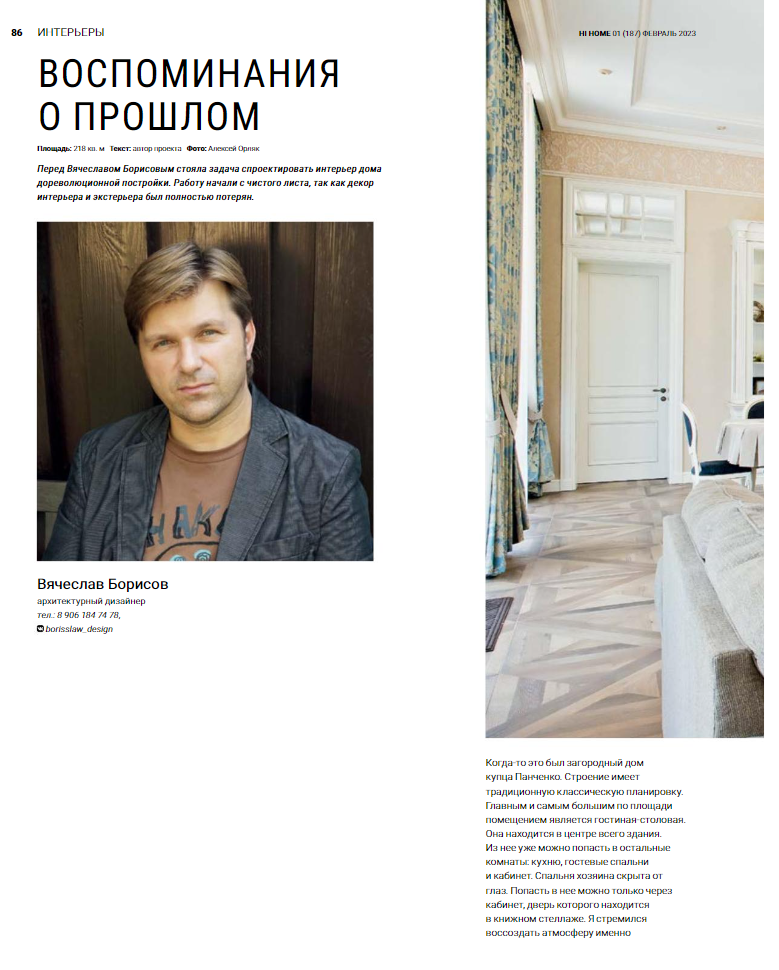 86 ИНТЕРЬЕРЫ
HI HOME 01 (187) ФЕВРАЛЬ 2023
ВОСПОМИНАНИЯ
О ПРОШЛОМ
Площадь: 218 кв. м Текст: автор проекта Фото: Алексей Орляк
Перед Вячеславом Борисовым стояла задача спроектировать интерьер дома
дореволюционной постройки. Работу начали с чистого листа, так как декор
интерьера и экстерьера был полностью потерян.
Вячеслав Борисов
архитектурный дизайнер
тел.: 8 906 184 74 78,
borisslaw_design
Когда-то это был загородный дом
купца Панченко. Строение имеет
традиционную классическую планировку.
Главным и самым большим по площади
помещением является гостиная-столовая.
Она находится в центре всего здания.
Из нее уже можно попасть в остальные
комнаты: кухню, гостевые спальни
и кабинет. Спальня хозяина скрыта от
глаз. Попасть в нее можно только через
кабинет, дверь которого находится
в книжном стеллаже. Я стремился
воссоздать атмосферу именно